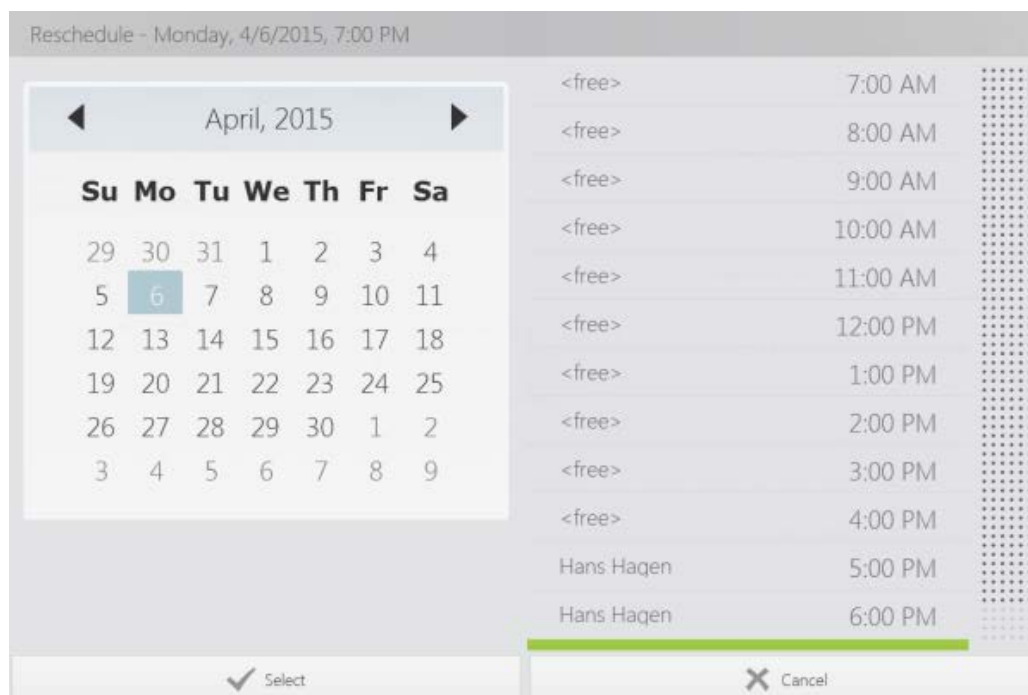 Reschedule - Monday, 4/6/2015, 7:00 PM
April, 2015
Su Mo Tu We Th Fr Sa
29 30 31 1 2 3 4
5 6 7 8 9 10 11
12 13 14 15 16 17 18
19 20 21 22 23 24 25
26 27 28 29 30 1 2
3 4 5 6 7 8 9
<free> 7:00 AM
<free> 8:00 AM
<free> 9:00 AM
<free> 10:00 AM
<free> 11:00 AM
<free> 12:00 PM
<free> 1:00 PM
<free> 2:00 PM
<free> 3:00 PM
<free> 4:00 PM
Hans Hagen 5:00 PM
Hans Hagen 6:00 PM
Select
Cancel